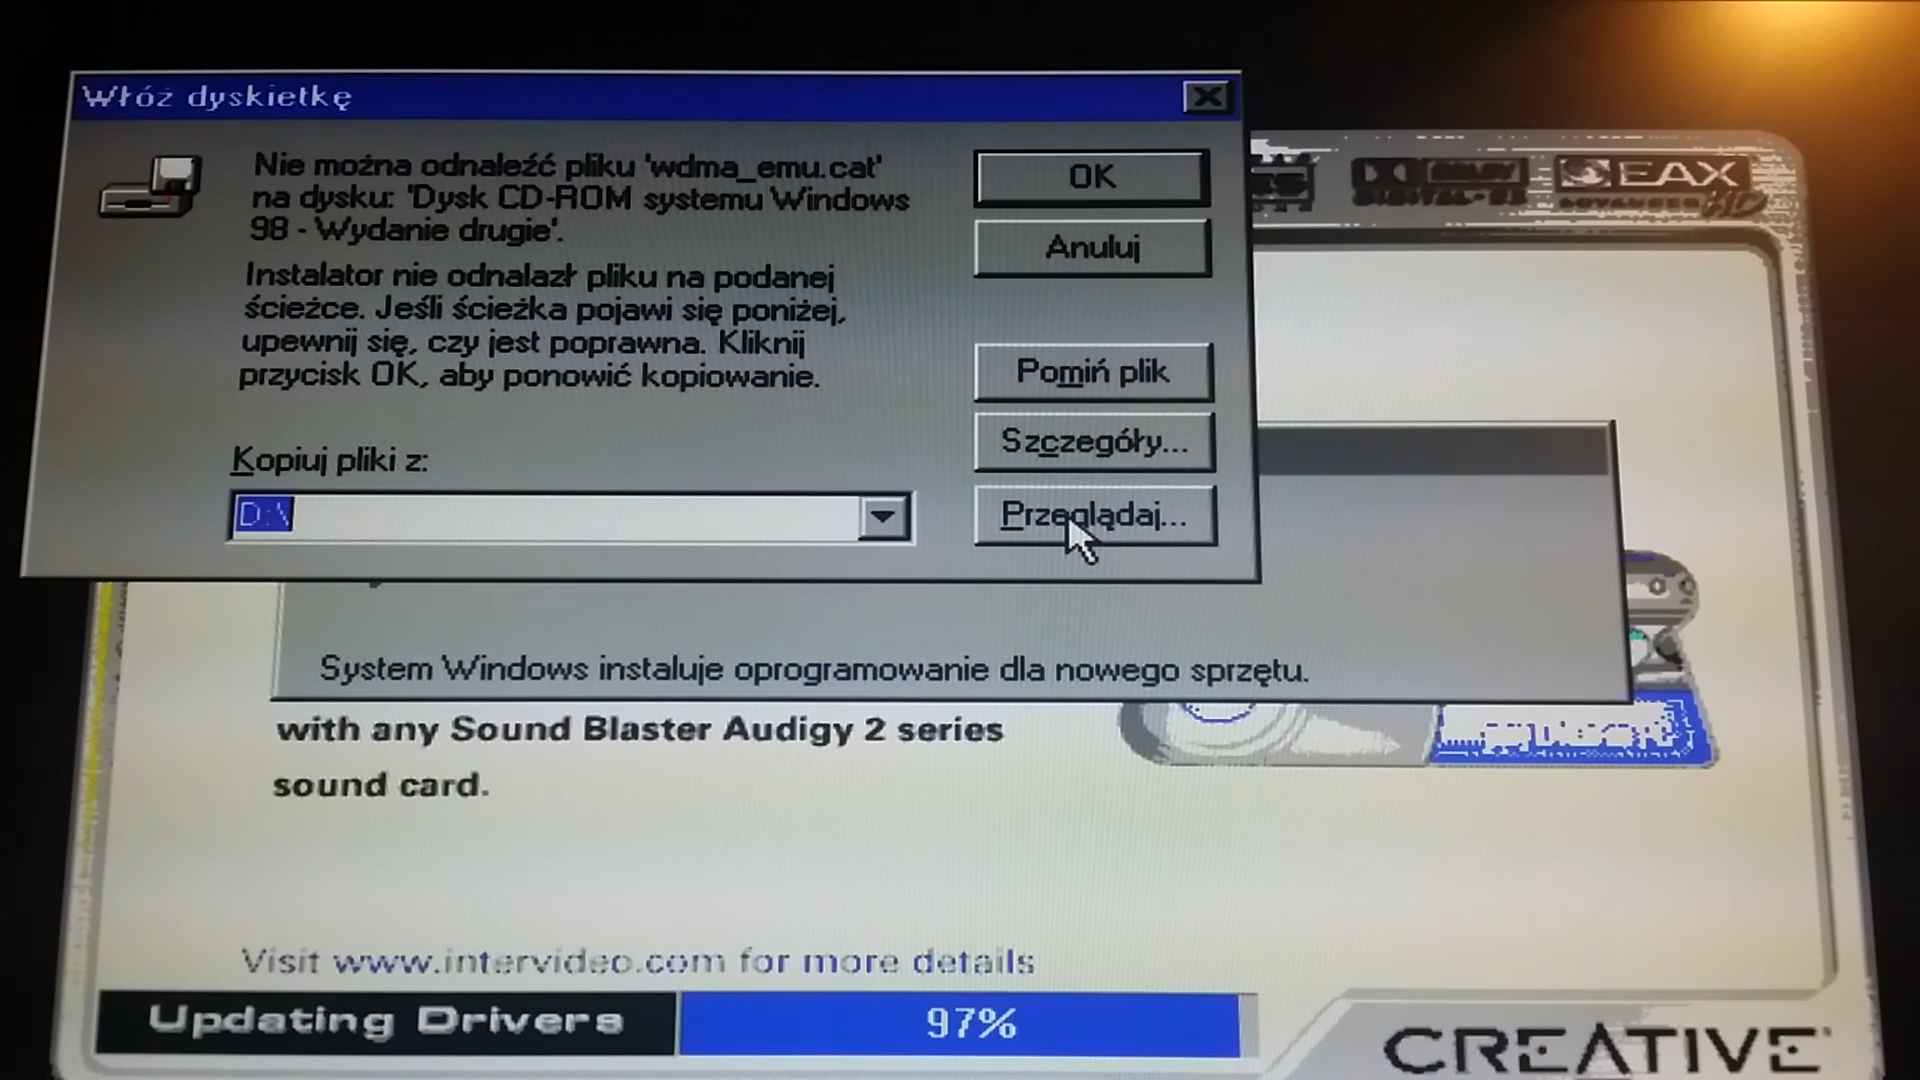 Włóż dyskietkę
Nie można odnaleźć pliku 'wdma_emu.cat'
na dysku: 'Dysk CD-ROM systemu Windows
98 - Wydanie drugie'.
Instalator nie odnalazł pliku na podanej
ścieżce. Jeśli ścieżka pojawi się poniżej,
upewnij się, czy jest poprawna. Kliknij
przycisk OK, aby ponowić kopiowanie.
Kopiuj pliki z:
D:\
OK
Anuluj
Pomiń plik
Szczegóły...
Przeglądaj...
EAX
ADVANCED HD
System Windows instaluje oprogramowanie dla nowego sprzętu.
with any Sound Blaster Audigy 2 series
sound card.
Visit www.intervideo.com for more details
Updating Drivers
97%
CREATIVE